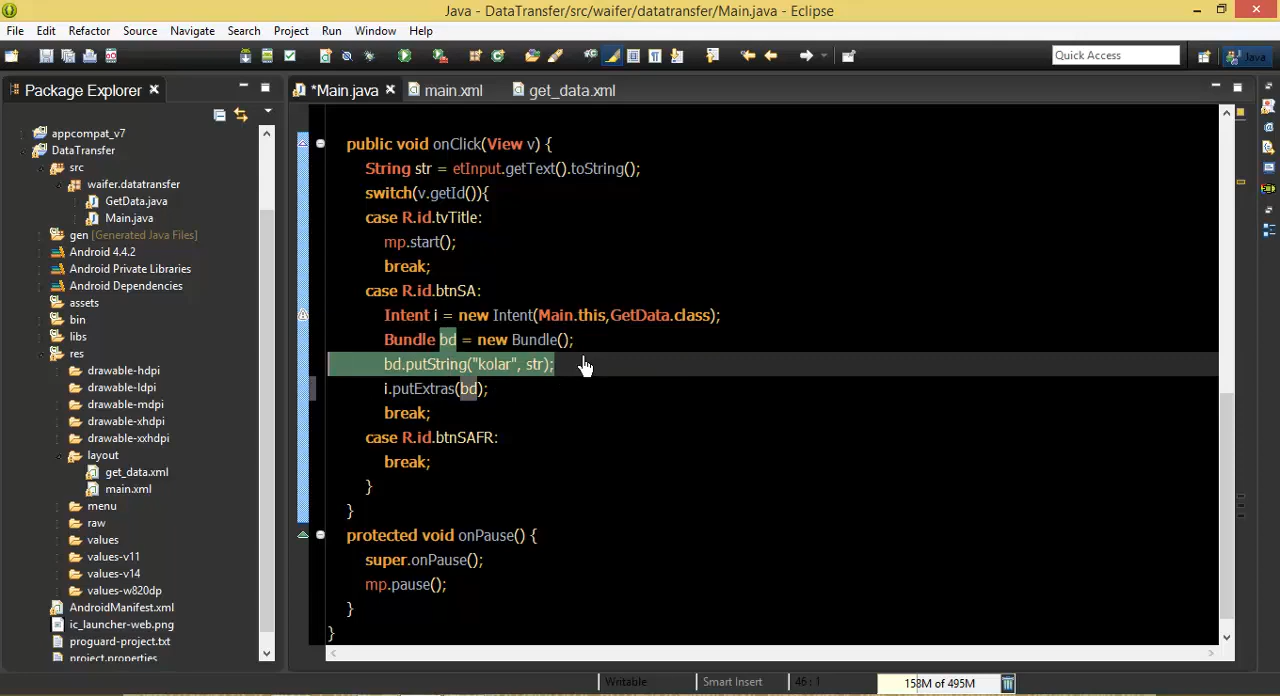 Java - DataTransfer/src/waifer/datatransfer/Main.java - Eclipse
File Edit Refactor Source Navigate Search Project Run Window Help
Quick Access
Java
Package Explorer
*Main.java main.xml get_data.xml
appcompat_v7
DataTransfer
src
waifer.datatransfer
GetData.java
Main.java
gen [Generated Java Files]
Android 4.4.2
Android Private Libraries
Android Dependencies
assets
bin
libs
res
drawable-hdpi
drawable-ldpi
drawable-mdpi
drawable-xhdpi
drawable-xxhdpi
layout
get_data.xml
main.xml
menu
raw
values
values-v11
values-v14
values-w820dp
AndroidManifest.xml
ic_launcher-web.png
proguard-project.txt
project.properties
public void onClick(View v) {
String str = etInput.getText().toString();
switch(v.getId()){
case R.id.tvTitle:
mp.start();
break;
case R.id.btnSA:
Intent i = new Intent(Main.this,GetData.class);
Bundle bd = new Bundle();
bd.putString("kolar", str);
i.putExtras(bd);
break;
case R.id.btnSAFR:
break;
}
}
protected void onPause() {
super.onPause();
mp.pause();
}
}
Writable Smart Insert 46 : 1 158M of 495M